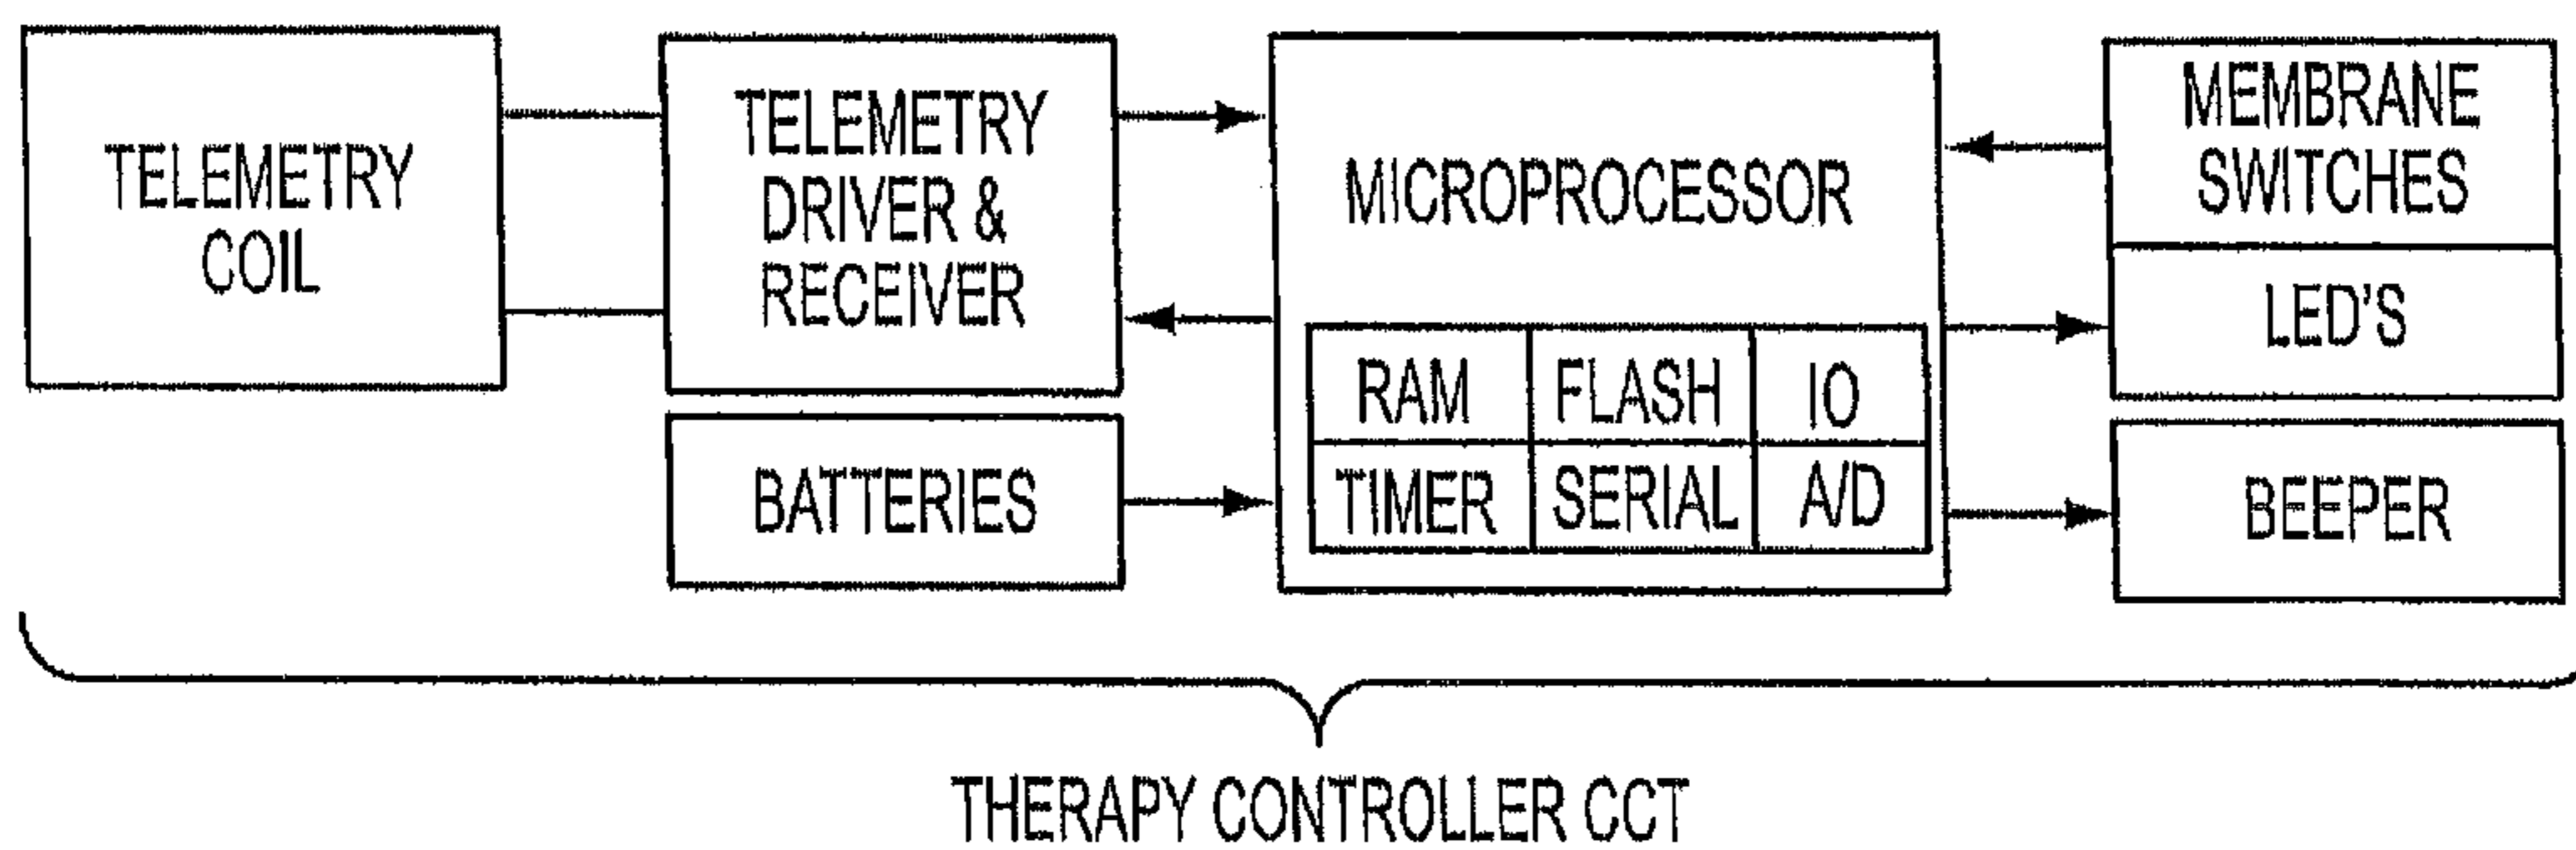 TELEMETRY
COIL
TELEMETRY
DRIVER &
RECEIVER
BATTERIES
MICROPROCESSOR
RAM FLASH IO
TIMER SERIAL A/D
MEMBRANE
SWITCHES
LED'S
BEEPER
THERAPY CONTROLLER CCT